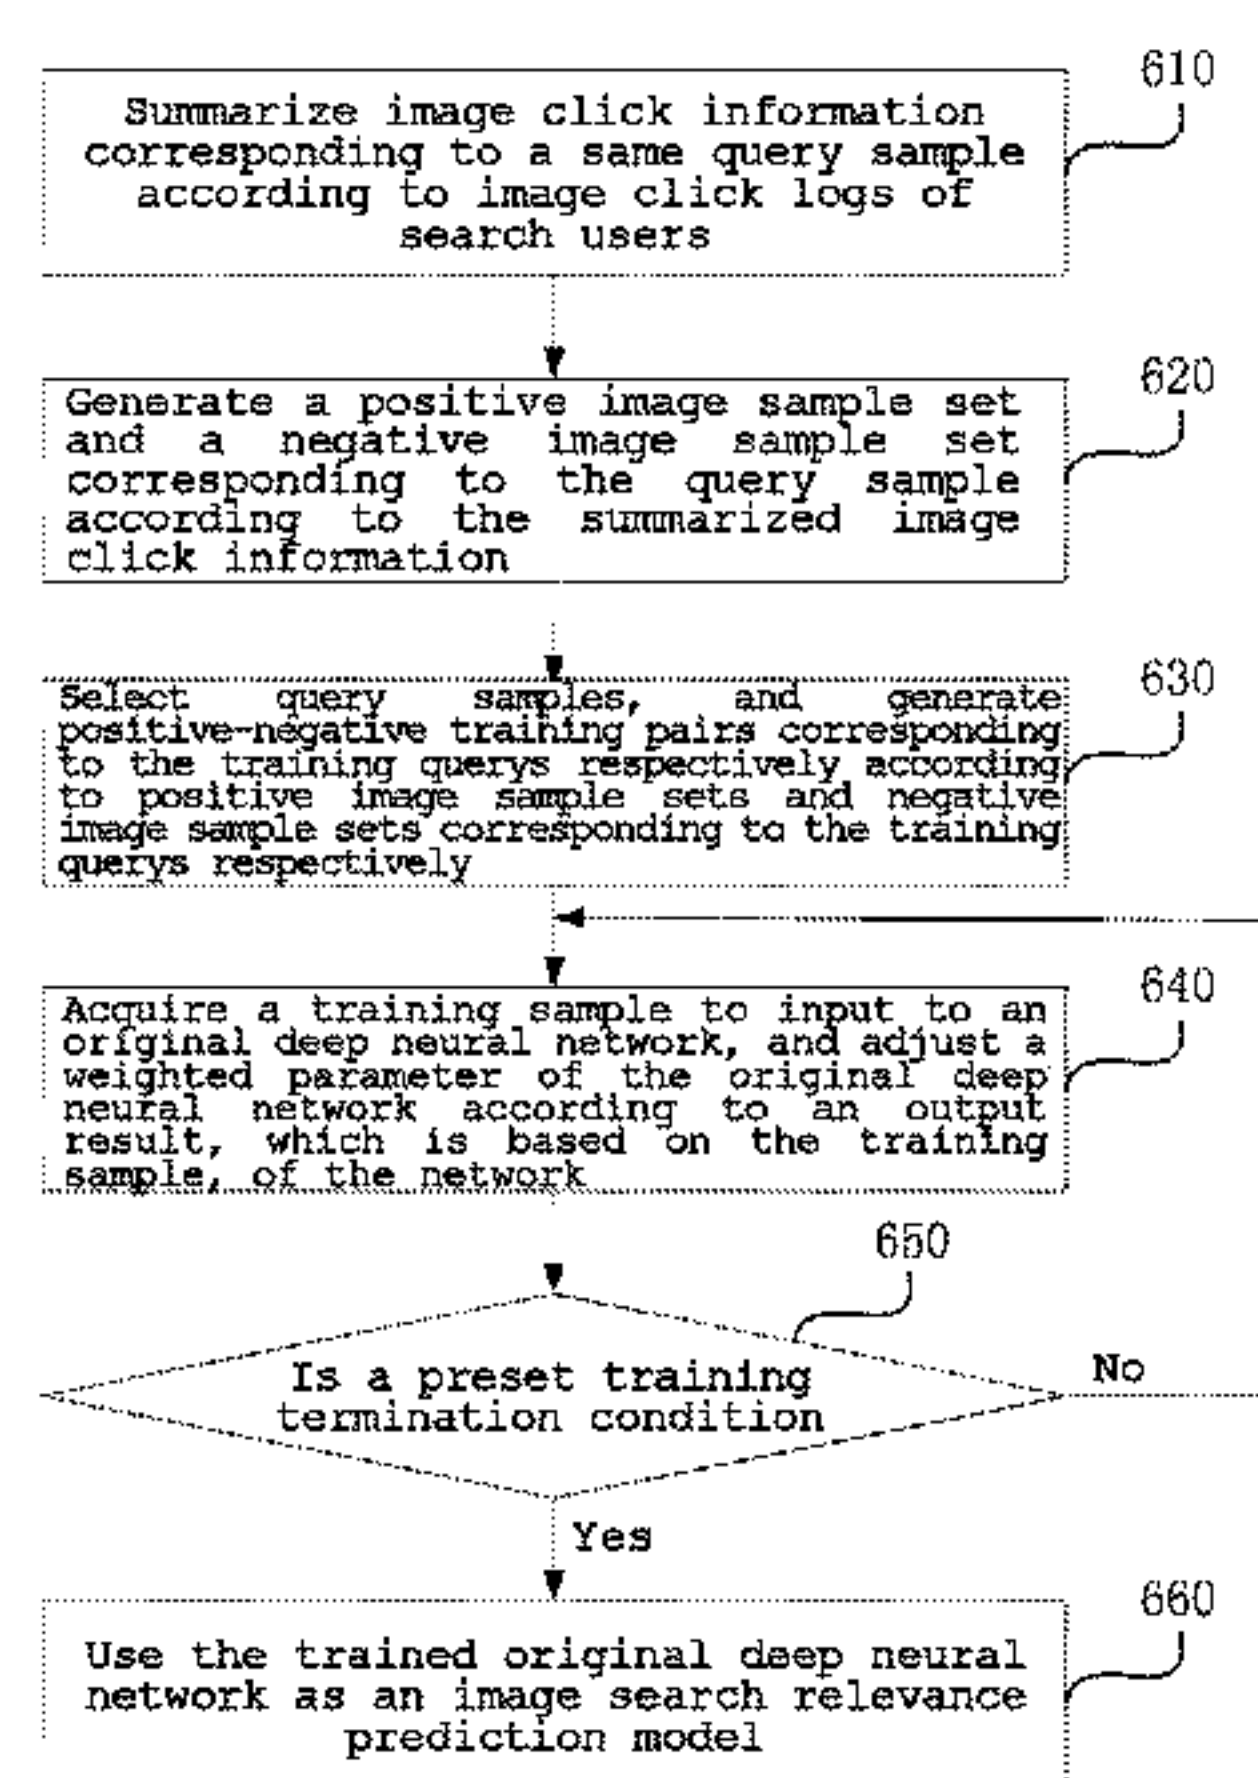 610
Summarize image click information
corresponding to a same query sample
according to image click logs of
search users
620
Generate a positive image sample set
and a negative image sample set
corresponding to the query sample
according to the summarized image
click information
630
Select query samples, and generate
positive-negative training pairs corresponding
to the training querys respectively according
to positive image sample sets and negative
image sample sets corresponding to the training
querys respectively
640
Acquire a training sample to input to an
original deep neural network, and adjust a
weighted parameter of the original deep
neural network according to an output
result, which is based on the training
sample, of the network
650
Is a preset training
termination condition
No
Yes
660
Use the trained original deep neural
network as an image search relevance
prediction model